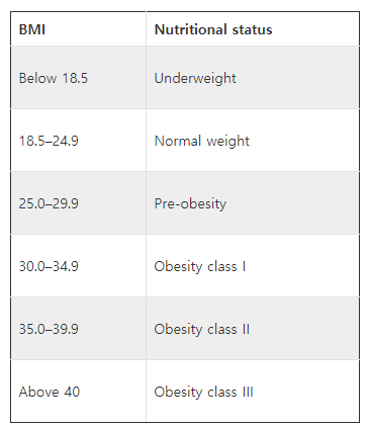 BMI Nutritional status
Below 18.5 Underweight
18.5–24.9 Normal weight
25.0–29.9 Pre-obesity
30.0–34.9 Obesity class I
35.0–39.9 Obesity class II
Above 40 Obesity class III